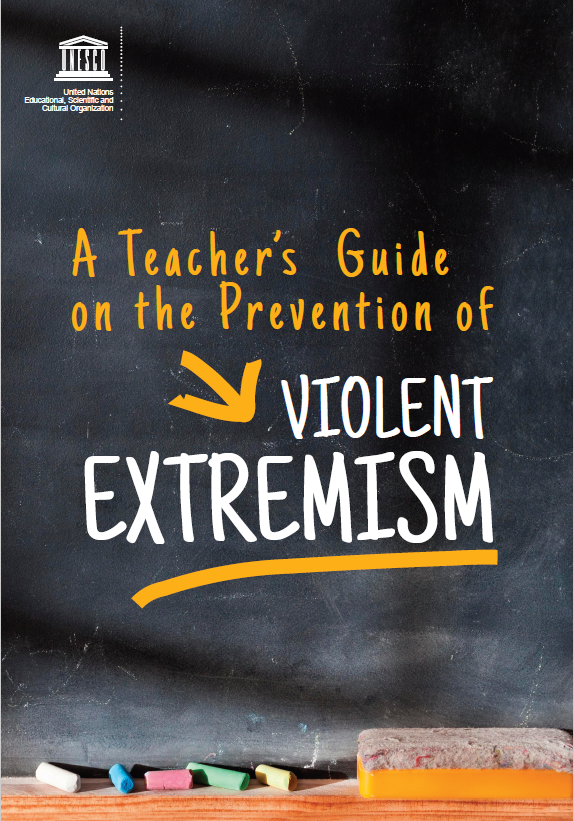 UNESCO
United Nations
Educational, Scientific and
Cultural Organization
A Teacher's Guide
on the Prevention of
VIOLENT
EXTREMISM